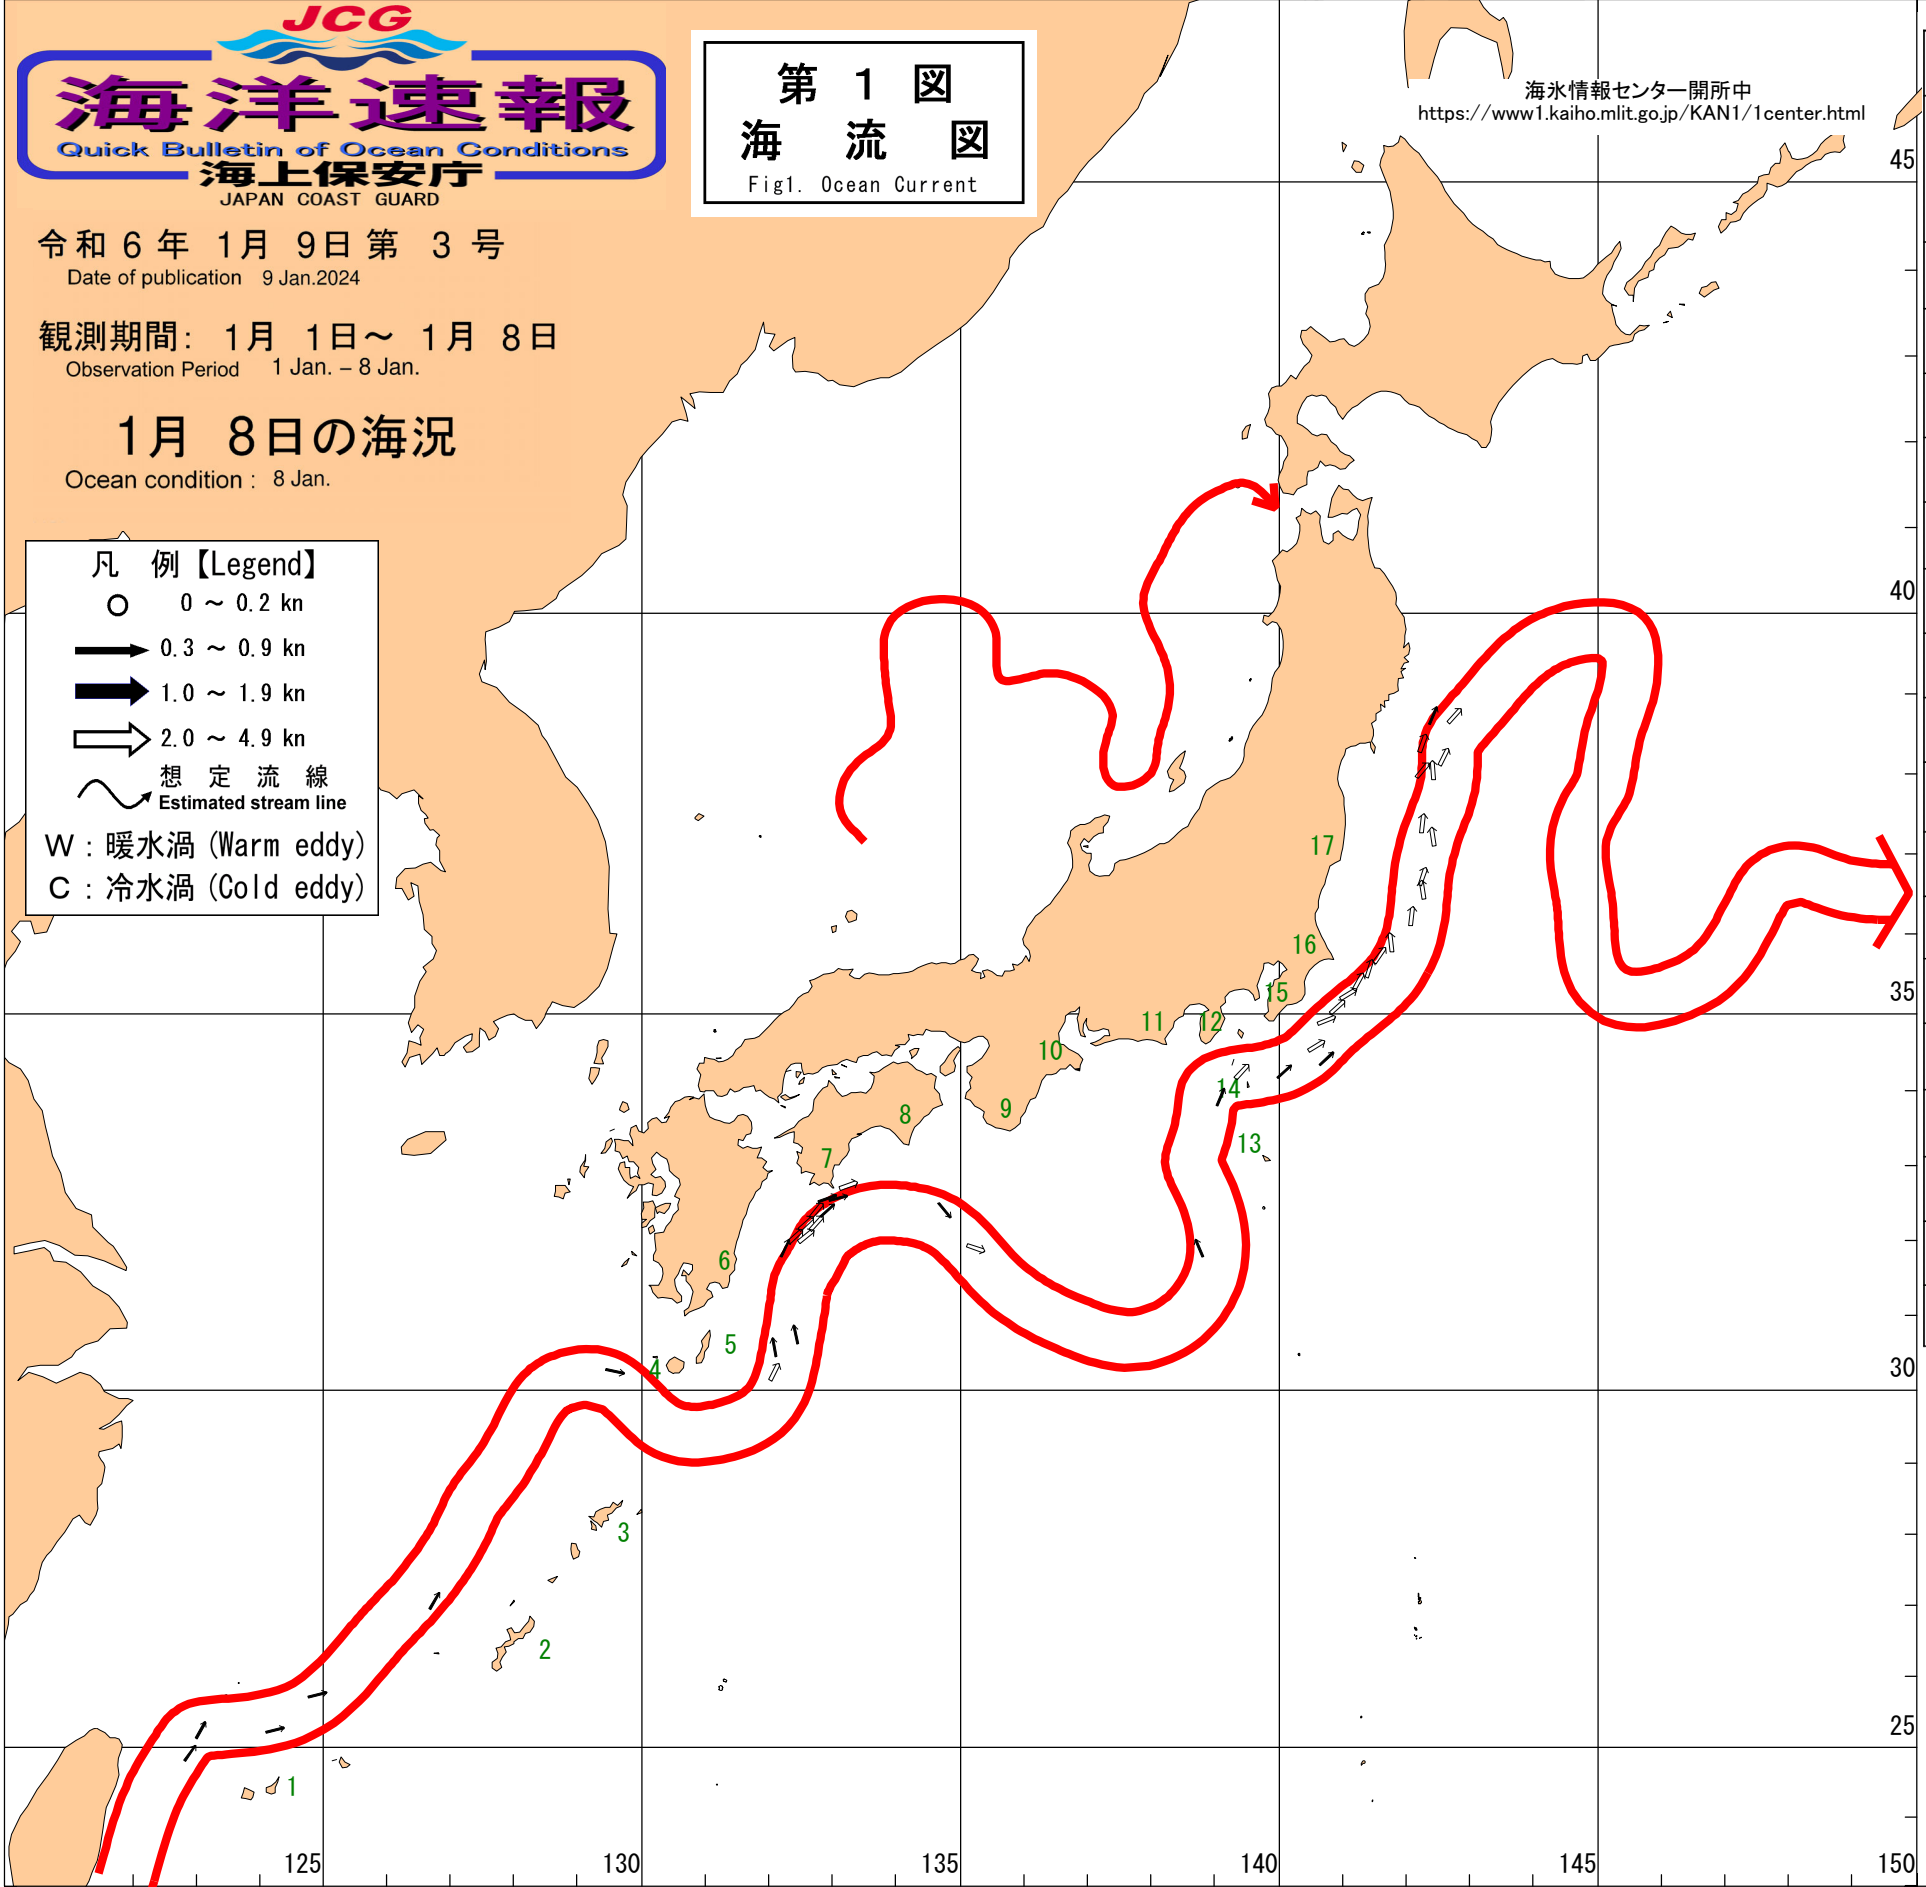 JCG
海洋速報
Quick Bulletin of Ocean Conditions
海上保安庁
JAPAN COAST GUARD
令和 6 年 1月 9日 第 3 号
Date of publication 9 Jan.2024
観測期間: 1月 1日～ 1月 8日
Observation Period 1 Jan. – 8 Jan.
1月 8日の海況
Ocean condition : 8 Jan.
第 1 図
海 流 図
Fig1. Ocean Current
海氷情報センター開所中
https://www1.kaiho.mlit.go.jp/KAN1/1center.html
凡 例【Legend】
0 ～ 0.2 kn
0.3 ～ 0.9 kn
1.0 ～ 1.9 kn
2.0 ～ 4.9 kn
想 定 流 線
Estimated stream line
W : 暖水渦 (Warm eddy)
C : 冷水渦 (Cold eddy)
45
40
17
16
35
15
11
12
10
14
9
8
13
7
6
5
4
30
3
2
25
1
125
130
135
140
145
150